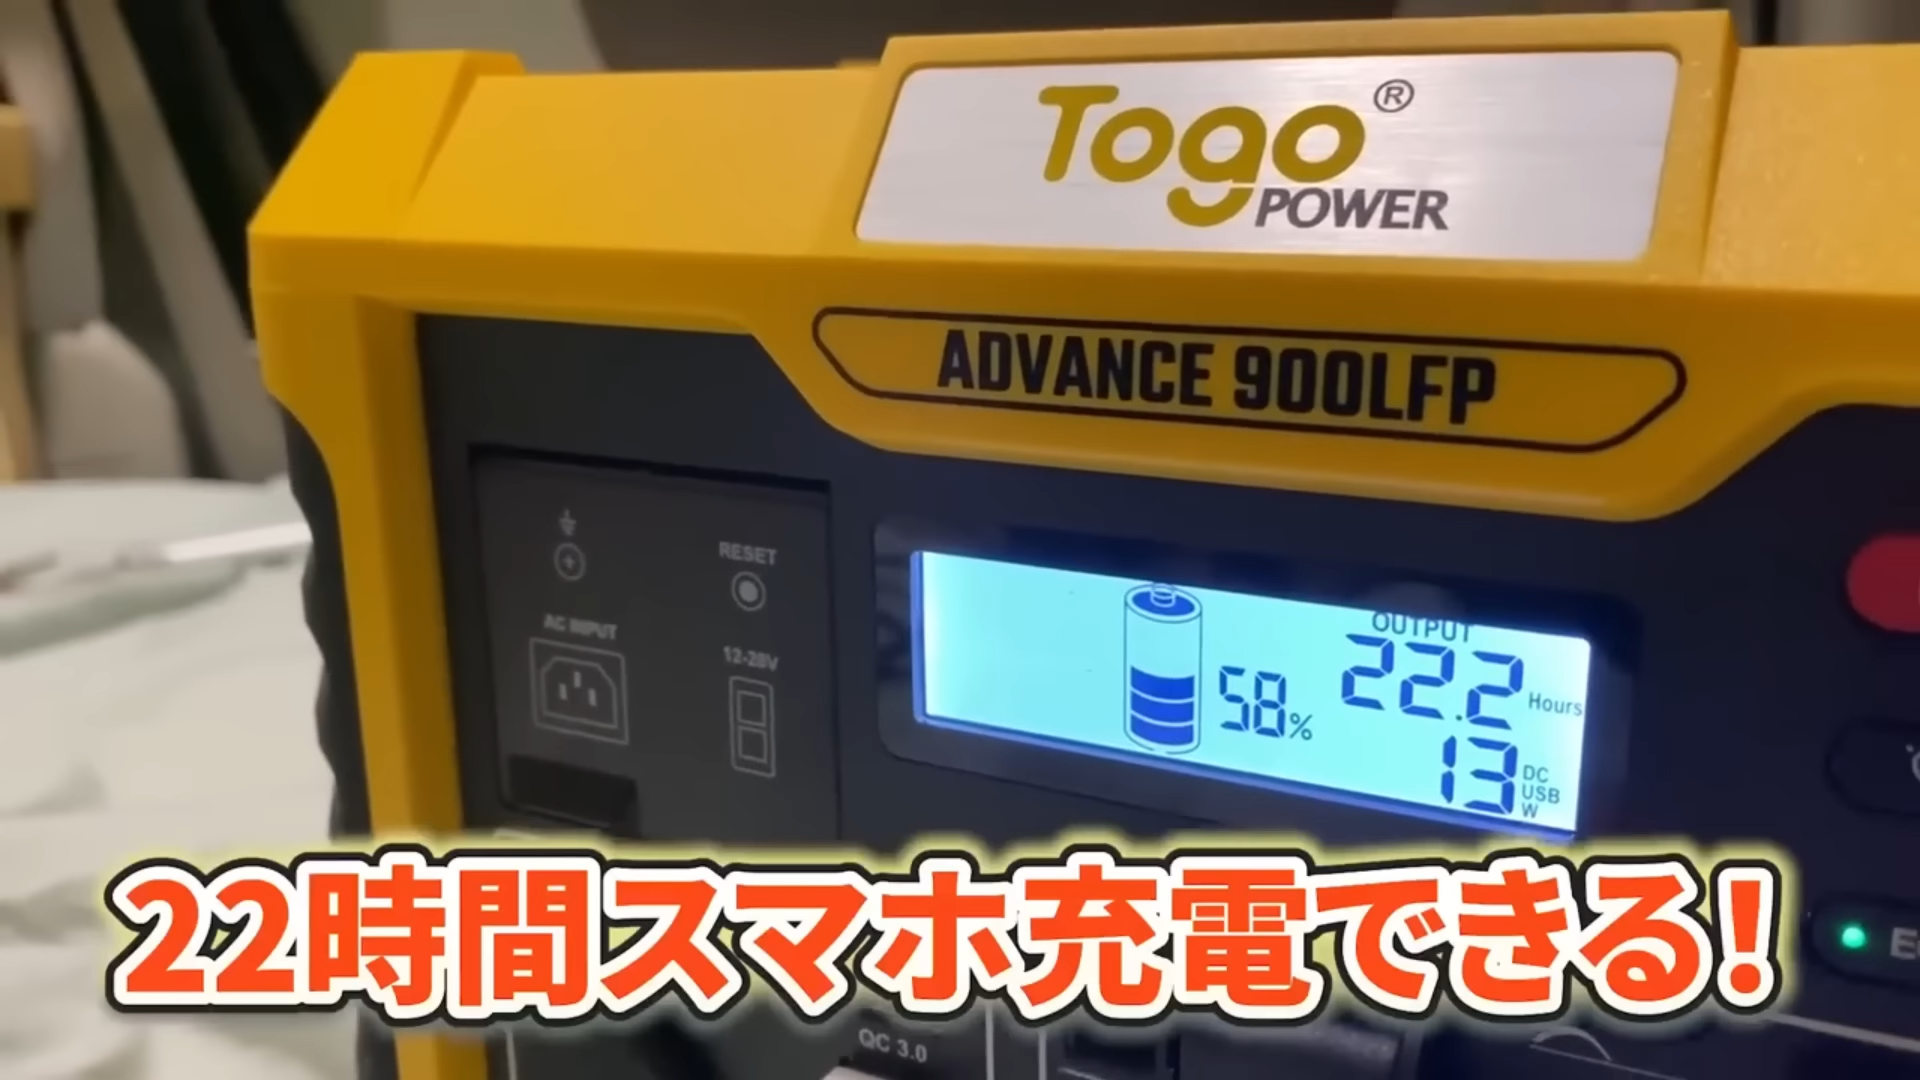 Togo®
POWER
ADVANCE 900LFP
RESET
AC INPUT
12-28V
OUTPUT
22.2 Hours
58%
13 DC USB W
22時間スマホ充電できる!
QC 3.0